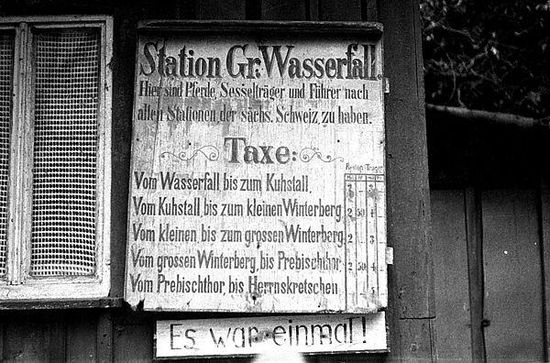 Station Gr. Wasserfall.
Hier sind Pferde, Sesselträger und Führer nach
allen Stationen der sächs. Schweiz zu haben.
Taxe:
Vom Wasserfall, bis zum Kuhstall,
Vom Kuhstall, bis zum kleinen Winterberg,
Vom kleinen, bis zum grossen Winterberg,
Vom grossen Winterberg, bis Prebischthor,
Vom Prebischthor, bis Herrnskretschen,
Es war einmal!